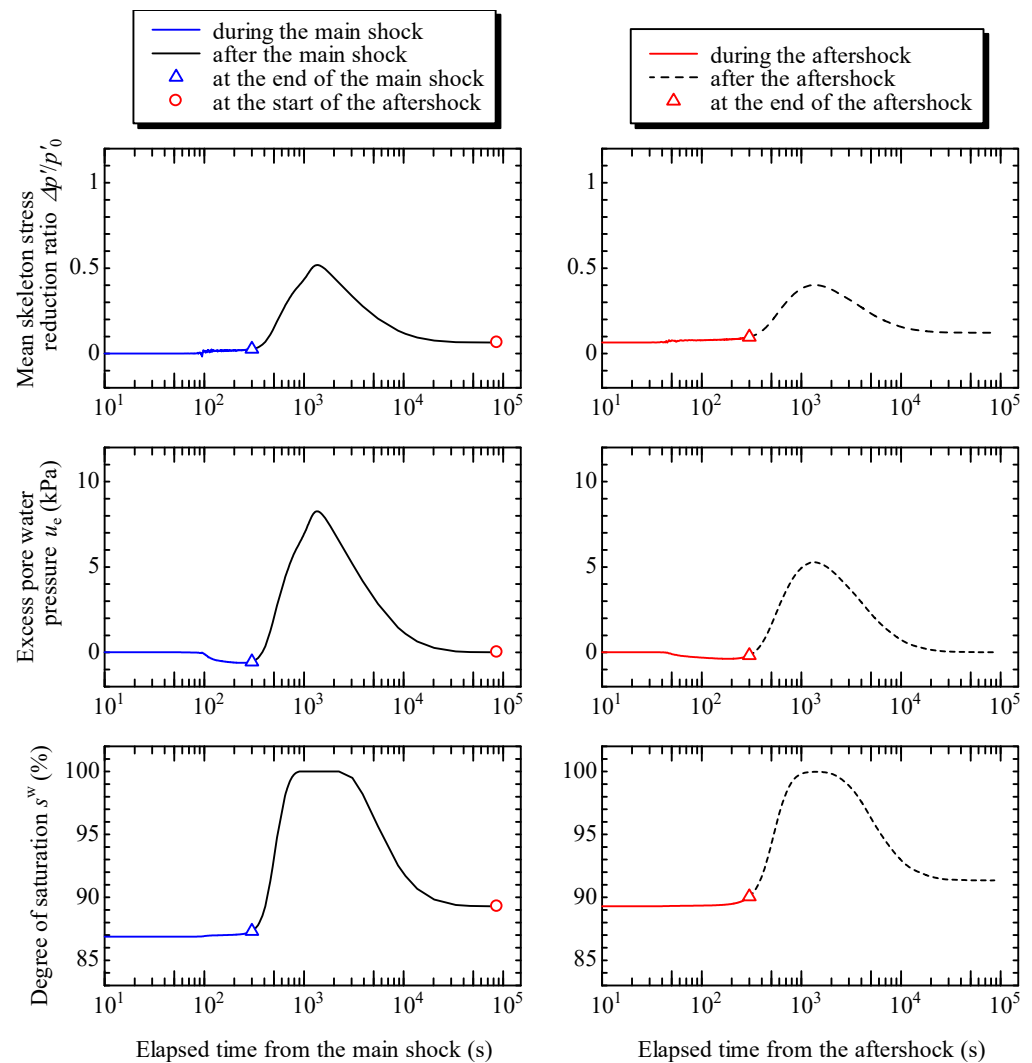 during the main shock
after the main shock
at the end of the main shock
at the start of the aftershock
during the aftershock
after the aftershock
at the end of the aftershock
Mean skeleton stress
reduction ratio Δp'/p'₀
1
0.5
0
10¹ 10² 10³ 10⁴ 10⁵
10¹ 10² 10³ 10⁴ 10⁵
1
0.5
0
Excess pore water
pressure uₑ (kPa)
10
5
0
10¹ 10² 10³ 10⁴ 10⁵
10
5
0
10¹ 10² 10³ 10⁴ 10⁵
Degree of saturation sʷ (%)
100
95
90
85
10¹ 10² 10³ 10⁴ 10⁵
100
95
90
85
10¹ 10² 10³ 10⁴ 10⁵
Elapsed time from the main shock (s)
Elapsed time from the aftershock (s)